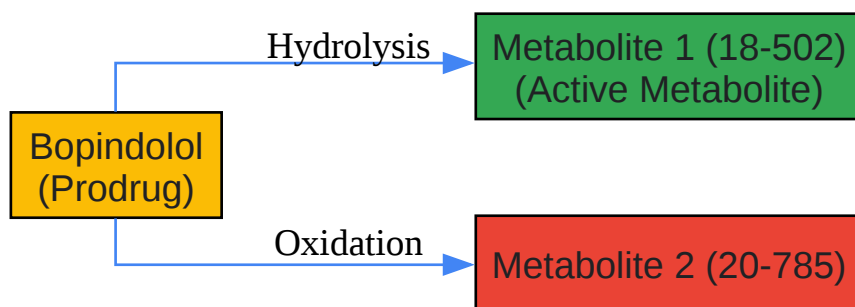 Hydrolysis
Metabolite 1 (18-502)
(Active Metabolite)
Bopindolol
(Prodrug)
Oxidation
Metabolite 2 (20-785)